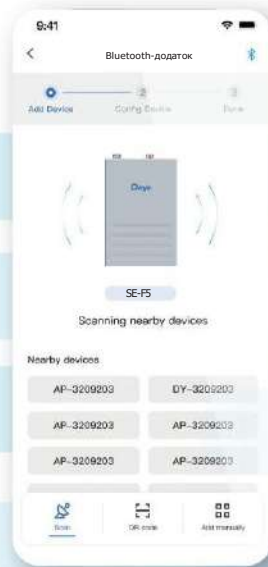 9:41
Bluetooth-додаток
1 2 3
Add Device Config Device Done
Deye
SE-F5
Scanning nearby devices
Nearby devices
AP-3209203 DY-3209203
AP-3209203 AP-3209203
AP-3209203 AP-3209203
Scan QR code Add manually